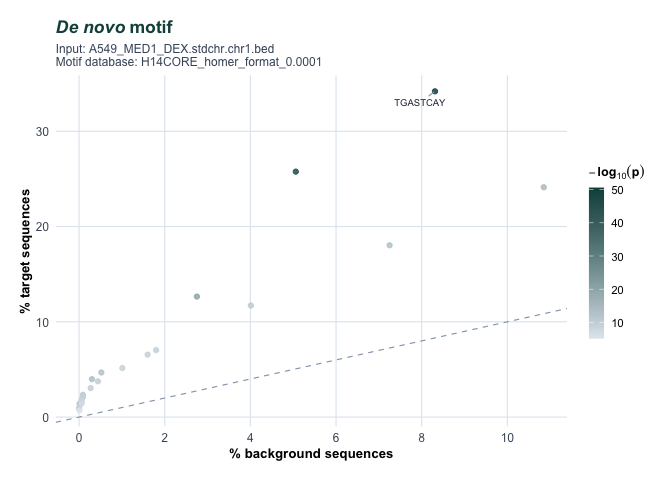 De novo motif
Input: A549_MED1_DEX.stdchr.chr1.bed
Motif database: H14CORE_homer_format_0.0001
TGASTCAY
30
20
10
0
% target sequences
0 2 4 6 8 10
% background sequences
−log10(p)
50
40
30
20
10